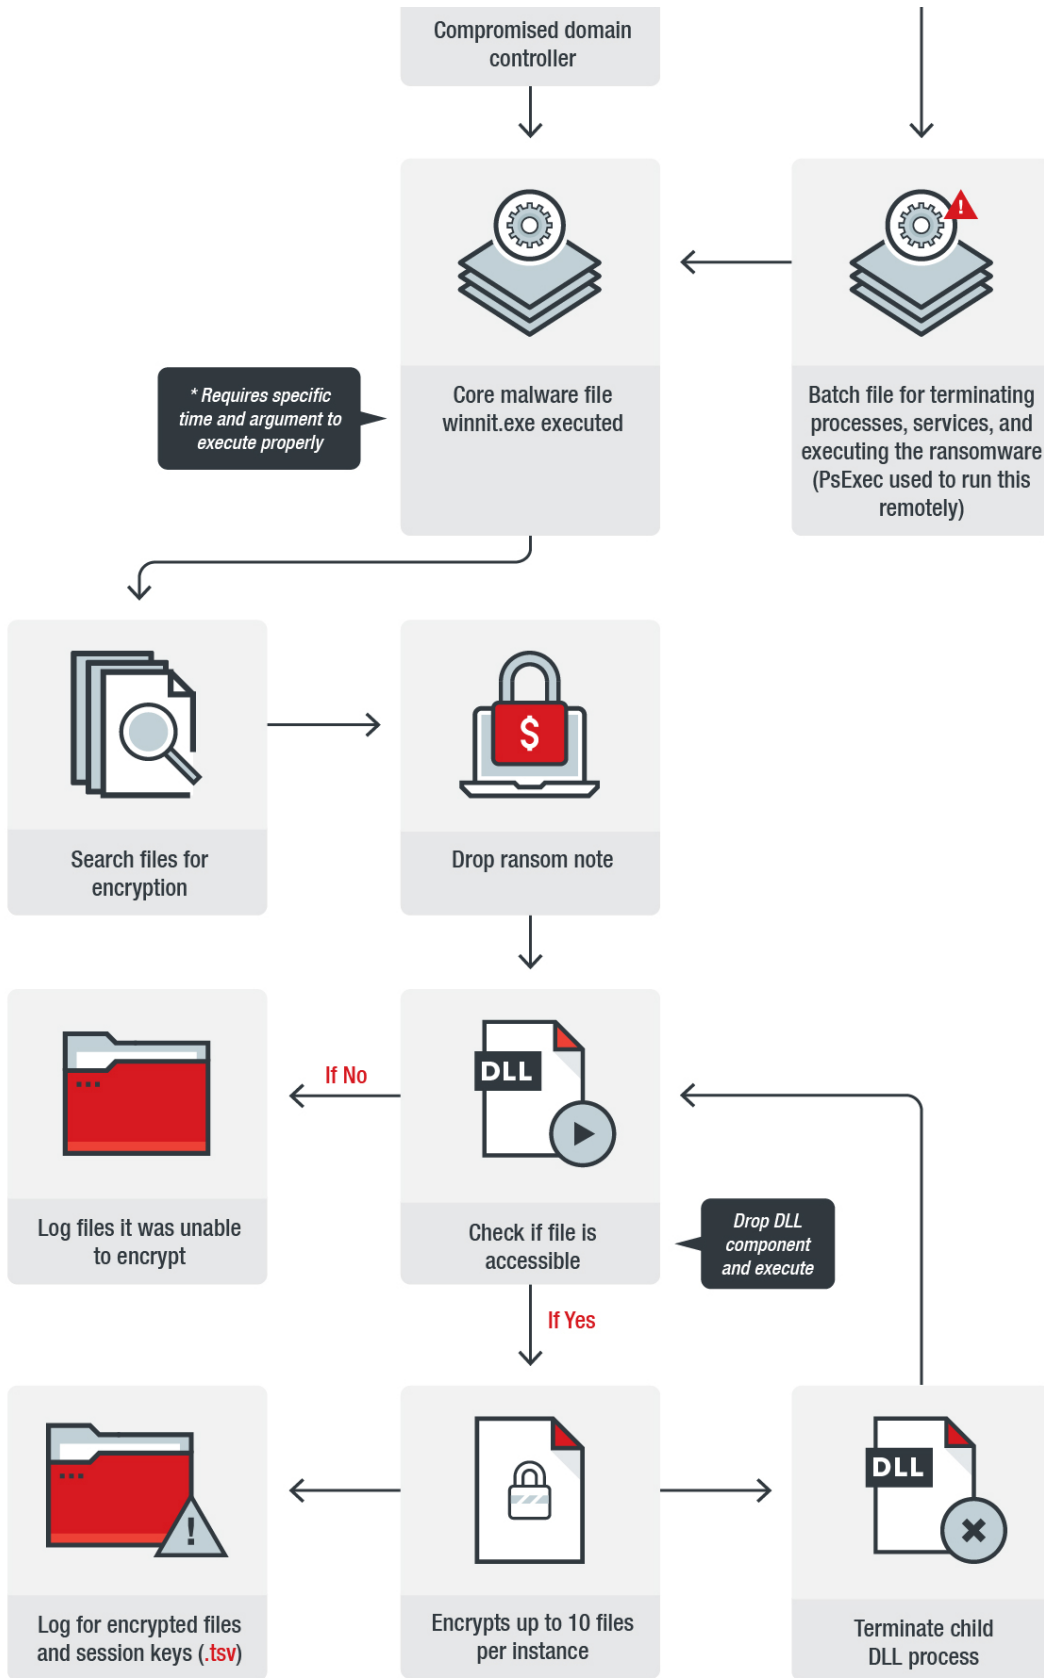 Compromised domain
controller
* Requires specific
time and argument to
execute properly
Core malware file
winnit.exe executed
!
Batch file for terminating
processes, services, and
executing the ransomware
(PsExec used to run this
remotely)
Search files for
encryption
$
Drop ransom note
Log files it was unable
to encrypt
If No
DLL
Check if file is
accessible
Drop DLL
component
and execute
If Yes
!
Log for encrypted files
and session keys (.tsv)
Encrypts up to 10 files
per instance
DLL
Terminate child
DLL process